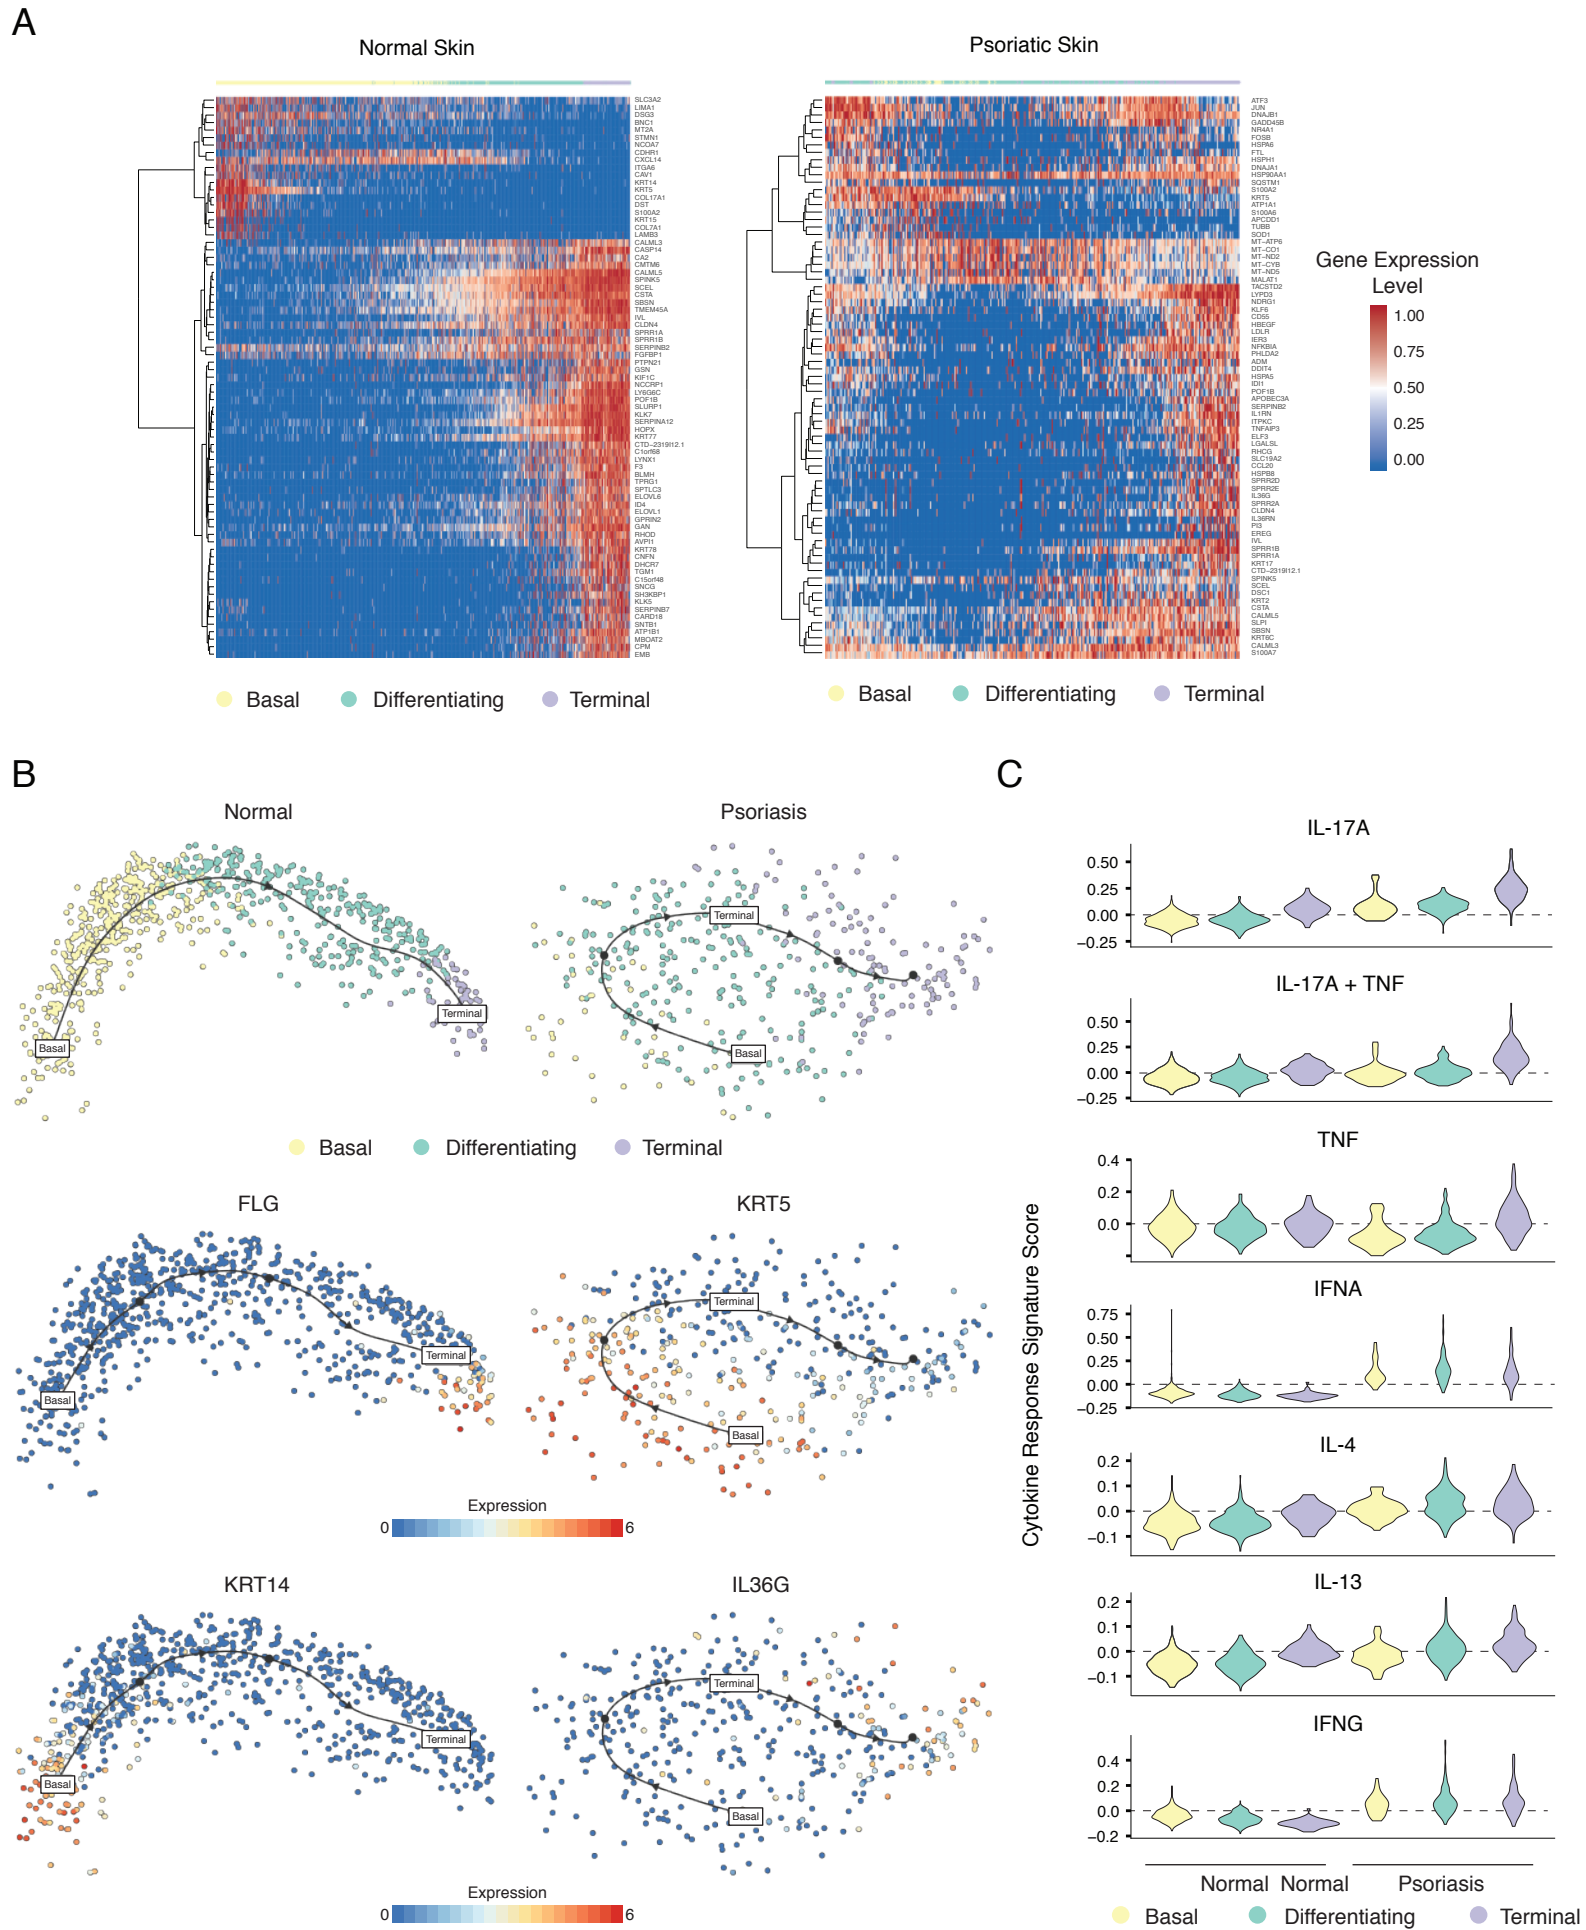 A
Normal Skin
Psoriatic Skin
SLC3A2
LIMA1
DSG3
BNC1
MT2A
STMN1
NCOA7
CDHR1
CXCL14
ITGA6
CAV1
KRT14
KRT5
COL17A1
DST
S100A2
KRT15
COL7A1
LAMB3
CALML3
CASP14
CA2
CMTM6
CALML5
SPINK5
SCEL
CSTA
SBSN
TMEM45A
IVL
CLDN4
SPRR1A
SPRR1B
SERPINB2
FGFBP1
PTPN21
GSN
KIF1C
NCCRP1
LY6G6C
POF1B
SLURP1
KLK7
SERPINA12
HOPX
KRT77
CTD-2319I12.1
C1orf68
LYNX1
F3
BLMH
TPRG1
SPTLC3
ELOVL6
ID4
ELOVL1
GPRIN2
GAN
RHOD
AVPI1
KRT78
CNFN
DHCR7
TGM1
C15orf48
SNCG
SH3KBP1
KLK5
SERPINB7
CARD18
SNTB1
ATP1B1
MBOAT2
CPM
EMB
ATF3
JUN
DNAJB1
GADD45B
NR4A1
FOSB
HSPA6
FTL
HSPH1
DNAJA1
HSP90AA1
SQSTM1
S100A2
KRT5
ATP1A1
S100A6
APCDD1
TUBB
SOD1
MT-ATP6
MT-CO1
MT-ND2
MT-CYB
MT-ND5
MALAT1
TACSTD2
LYPD3
NDRG1
KLF6
CD55
HBEGF
LDLR
IER3
NFKBIA
PHLDA2
ADM
DDIT4
HSPA5
IDI1
POF1B
APOBEC3A
SERPINB2
IL1RN
ITPKC
TNFAIP3
ELF3
LGALSL
RHCG
SLC19A2
CCL20
HSPB8
SPRR2D
SPRR2E
IL36G
SPRR2A
CLDN4
IL36RN
PI3
EREG
IVL
SPRR1B
SPRR1A
KRT17
CTD-2319I12.1
SPINK5
SCEL
DSC1
KRT2
CSTA
CALML5
SLPI
SBSN
KRT6C
CALML3
S100A7
Gene Expression
Level
1.00
0.75
0.50
0.25
0.00
Basal Differentiating Terminal
Basal Differentiating Terminal
B
Normal
Psoriasis
Basal
Terminal
Terminal
Basal
Basal Differentiating Terminal
FLG
KRT5
Basal
Terminal
Terminal
Basal
Expression
0 6
KRT14
IL36G
Basal
Terminal
Terminal
Basal
Expression
0 6
C
Cytokine Response Signature Score
IL-17A
0.50
0.25
0.00
−0.25
IL-17A + TNF
0.50
0.25
0.00
−0.25
TNF
0.4
0.2
0.0
IFNA
0.75
0.50
0.25
0.00
−0.25
IL-4
0.2
0.1
0.0
−0.1
IL-13
0.2
0.1
0.0
−0.1
IFNG
0.4
0.2
0.0
−0.2
Normal Normal Psoriasis
Basal Differentiating Terminal